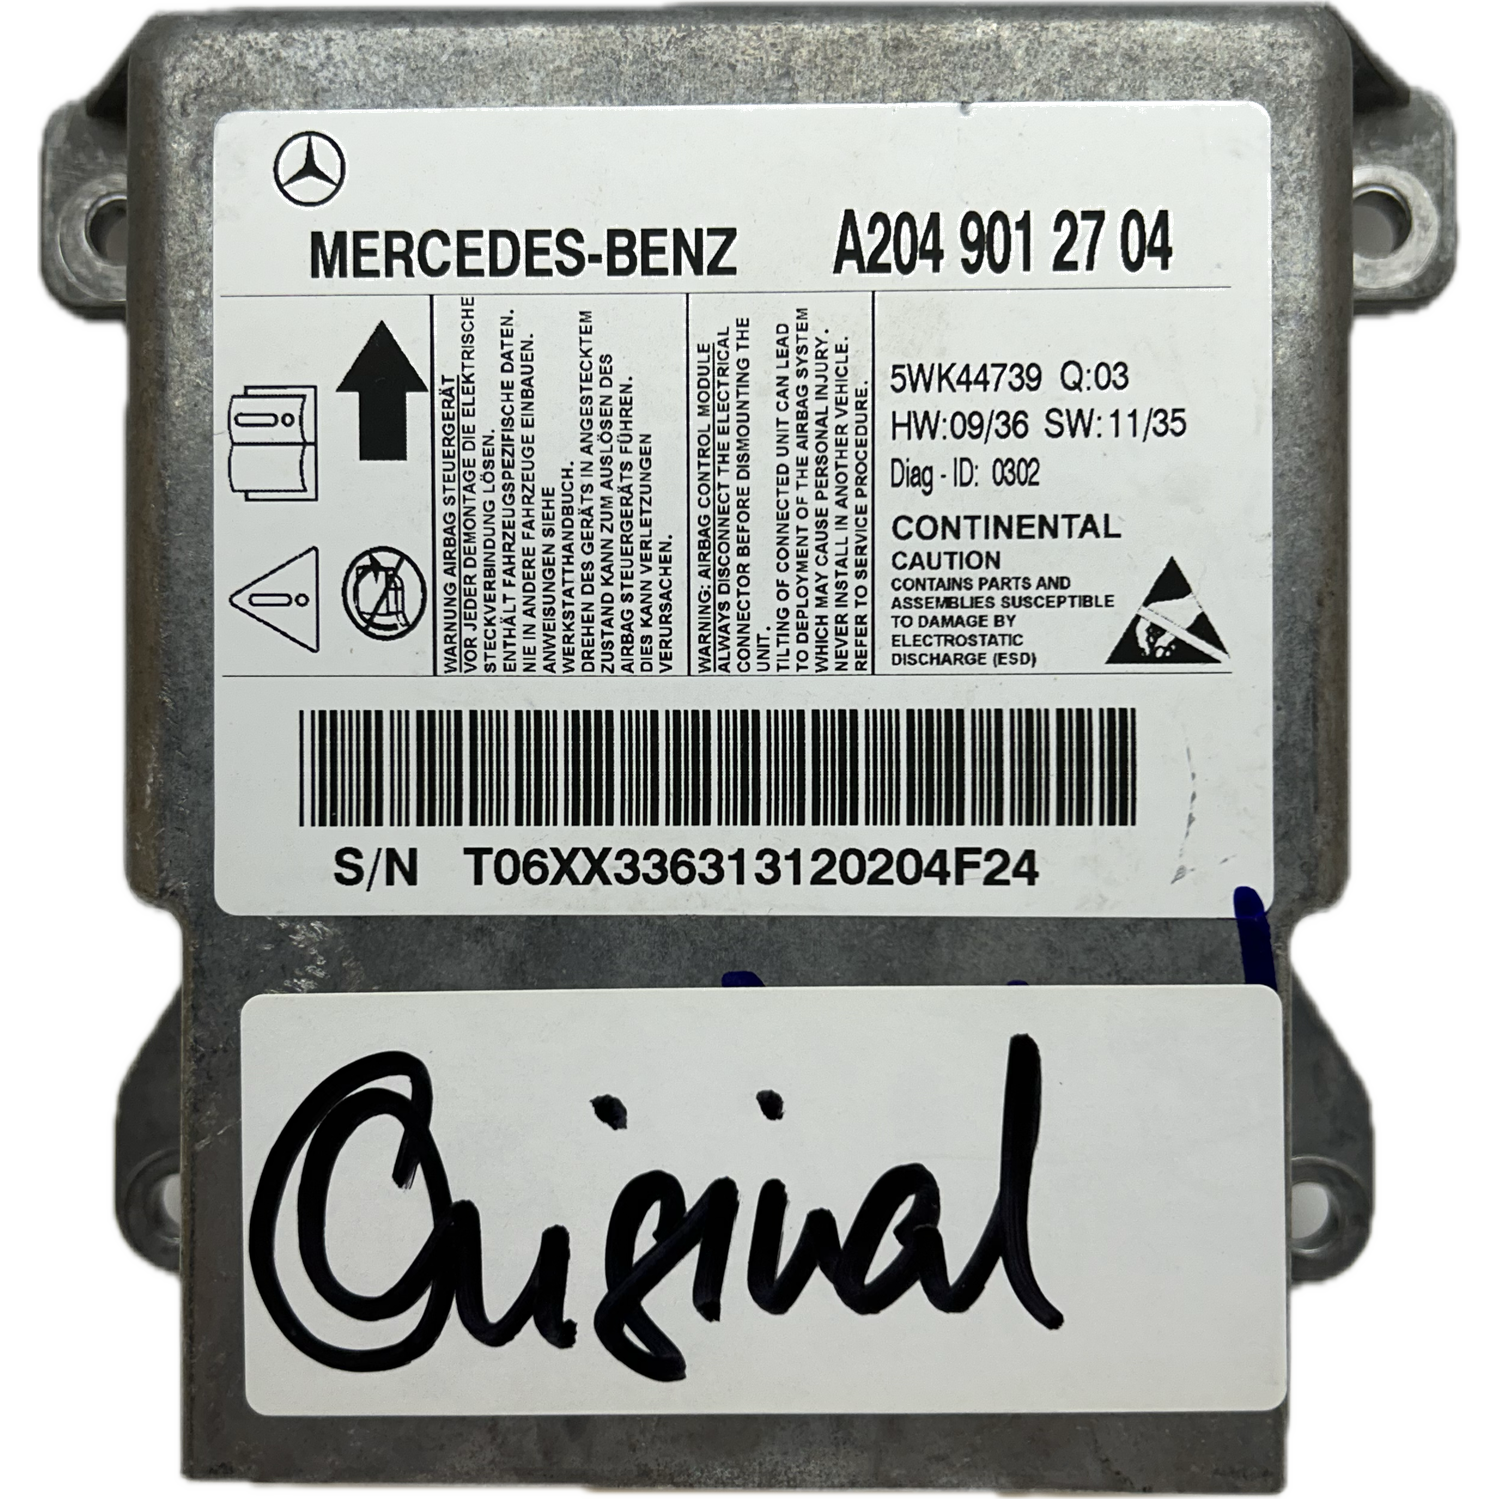 MERCEDES-BENZ A204 901 27 04
WARNUNG AIRBAG STEUERGERÄT
VOR JEDER DEMONTAGE DIE ELEKTRISCHE
STECKVERBINDUNG LÖSEN.
ENTHÄLT FAHRZEUGSPEZIFISCHE DATEN.
NIE IN ANDERE FAHRZEUGE EINBAUEN.
ANWEISUNGEN SIEHE
WERKSTATTHANDBUCH.
DREHEN DES GERÄTS IN ANGESTECKTEM
ZUSTAND KANN ZUM AUSLÖSEN DES
AIRBAG STEUERGERÄTS FÜHREN.
DIES KANN VERLETZUNGEN
VERURSACHEN.
WARNING: AIRBAG CONTROL MODULE
ALWAYS DISCONNECT THE ELECTRICAL
CONNECTOR BEFORE DISMOUNTING THE
UNIT.
TILTING OF CONNECTED UNIT CAN LEAD
TO DEPLOYMENT OF THE AIRBAG SYSTEM
WHICH MAY CAUSE PERSONAL INJURY.
NEVER INSTALL IN ANOTHER VEHICLE.
REFER TO SERVICE PROCEDURE.
5WK44739 Q:03
HW:09/36 SW:11/35
Diag - ID: 0302
CONTINENTAL
CAUTION
CONTAINS PARTS AND
ASSEMBLIES SUSCEPTIBLE
TO DAMAGE BY
ELECTROSTATIC
DISCHARGE (ESD)
S/N T06XX336313120204F24
Original